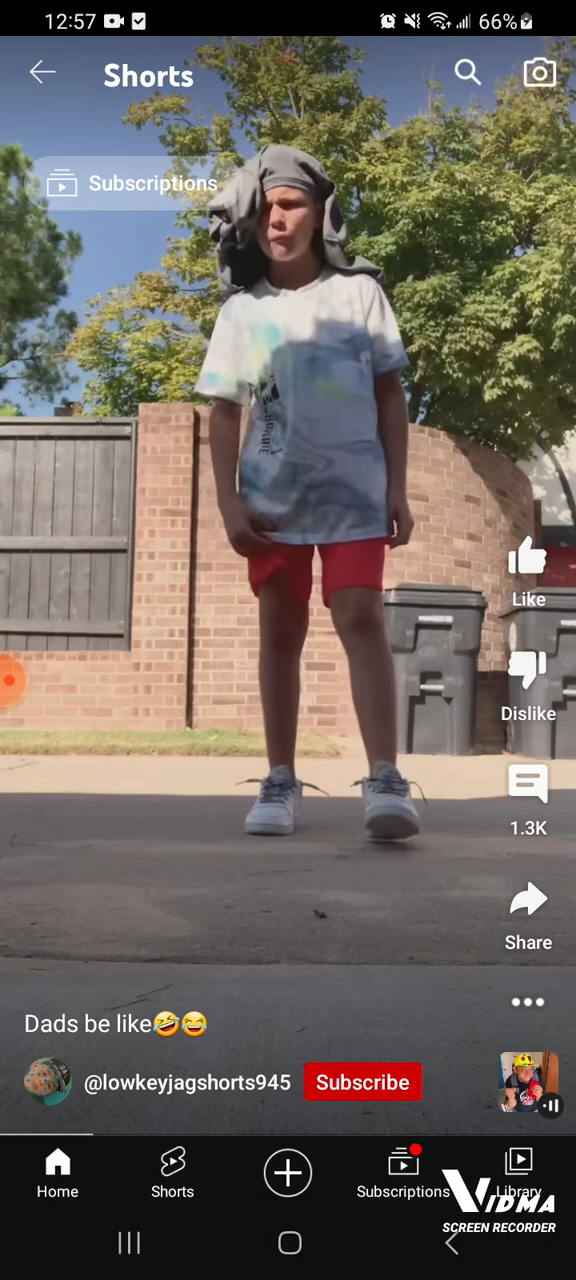 12:57
66%
Shorts
Subscriptions
Like
Dislike
1.3K
Share
Dads be like🤣😂
@lowkeyjagshorts945
Subscribe
Home
Shorts
Subscriptions
Library
VIDMA
SCREEN RECORDER